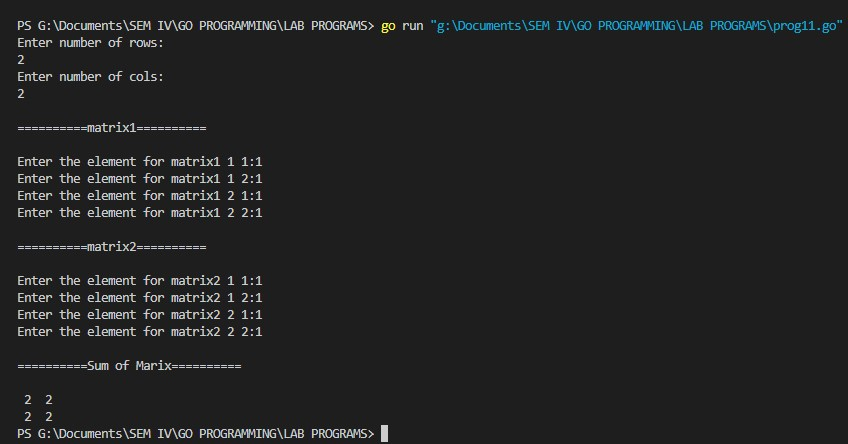 PS G:\Documents\SEM IV\GO PROGRAMMING\LAB PROGRAMS> go run "g:\Documents\SEM IV\GO PROGRAMMING\LAB PROGRAMS\prog11.go"
Enter number of rows:
2
Enter number of cols:
2
==========matrix1==========
Enter the element for matrix1 1 1:1
Enter the element for matrix1 1 2:1
Enter the element for matrix1 2 1:1
Enter the element for matrix1 2 2:1
==========matrix2==========
Enter the element for matrix2 1 1:1
Enter the element for matrix2 1 2:1
Enter the element for matrix2 2 1:1
Enter the element for matrix2 2 2:1
==========Sum of Marix==========
2  2
2  2
PS G:\Documents\SEM IV\GO PROGRAMMING\LAB PROGRAMS>